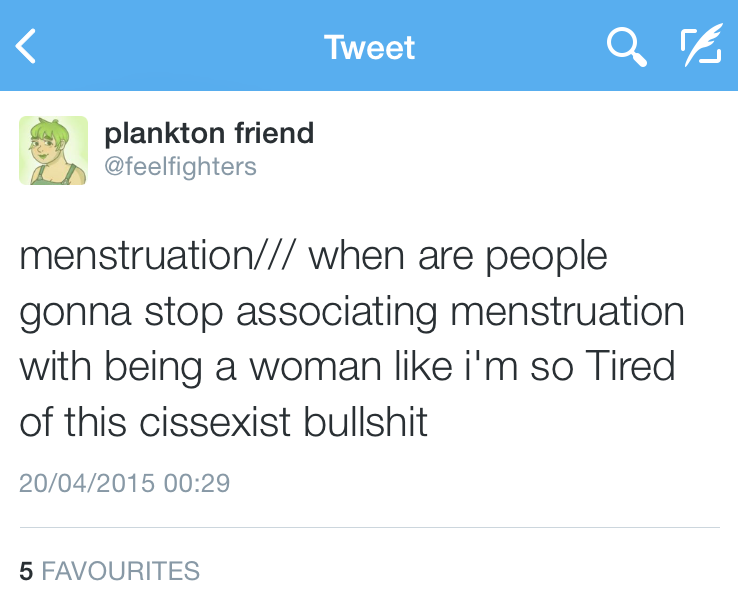 Tweet
plankton friend
@feelfighters
menstruation/// when are people
gonna stop associating menstruation
with being a woman like i'm so Tired
of this cissexist bullshit
20/04/2015 00:29
5 FAVOURITES